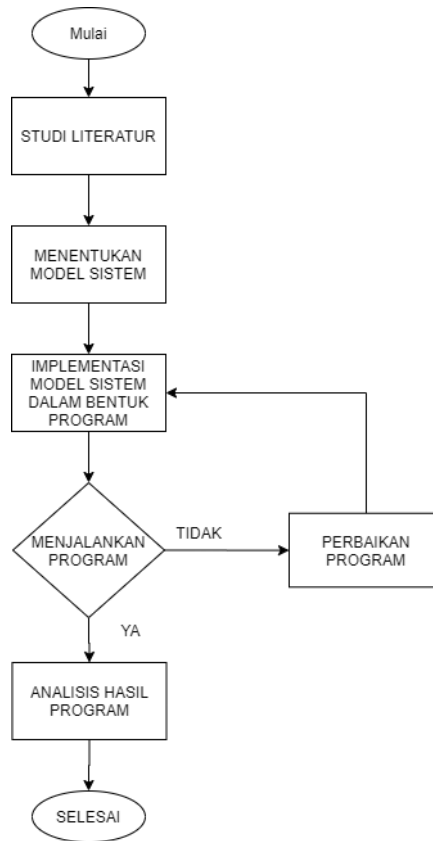 Mulai
STUDI LITERATUR
MENENTUKAN
MODEL SISTEM
IMPLEMENTASI
MODEL SISTEM
DALAM BENTUK
PROGRAM
MENJALANKAN
PROGRAM
TIDAK
PERBAIKAN
PROGRAM
YA
ANALISIS HASIL
PROGRAM
SELESAI